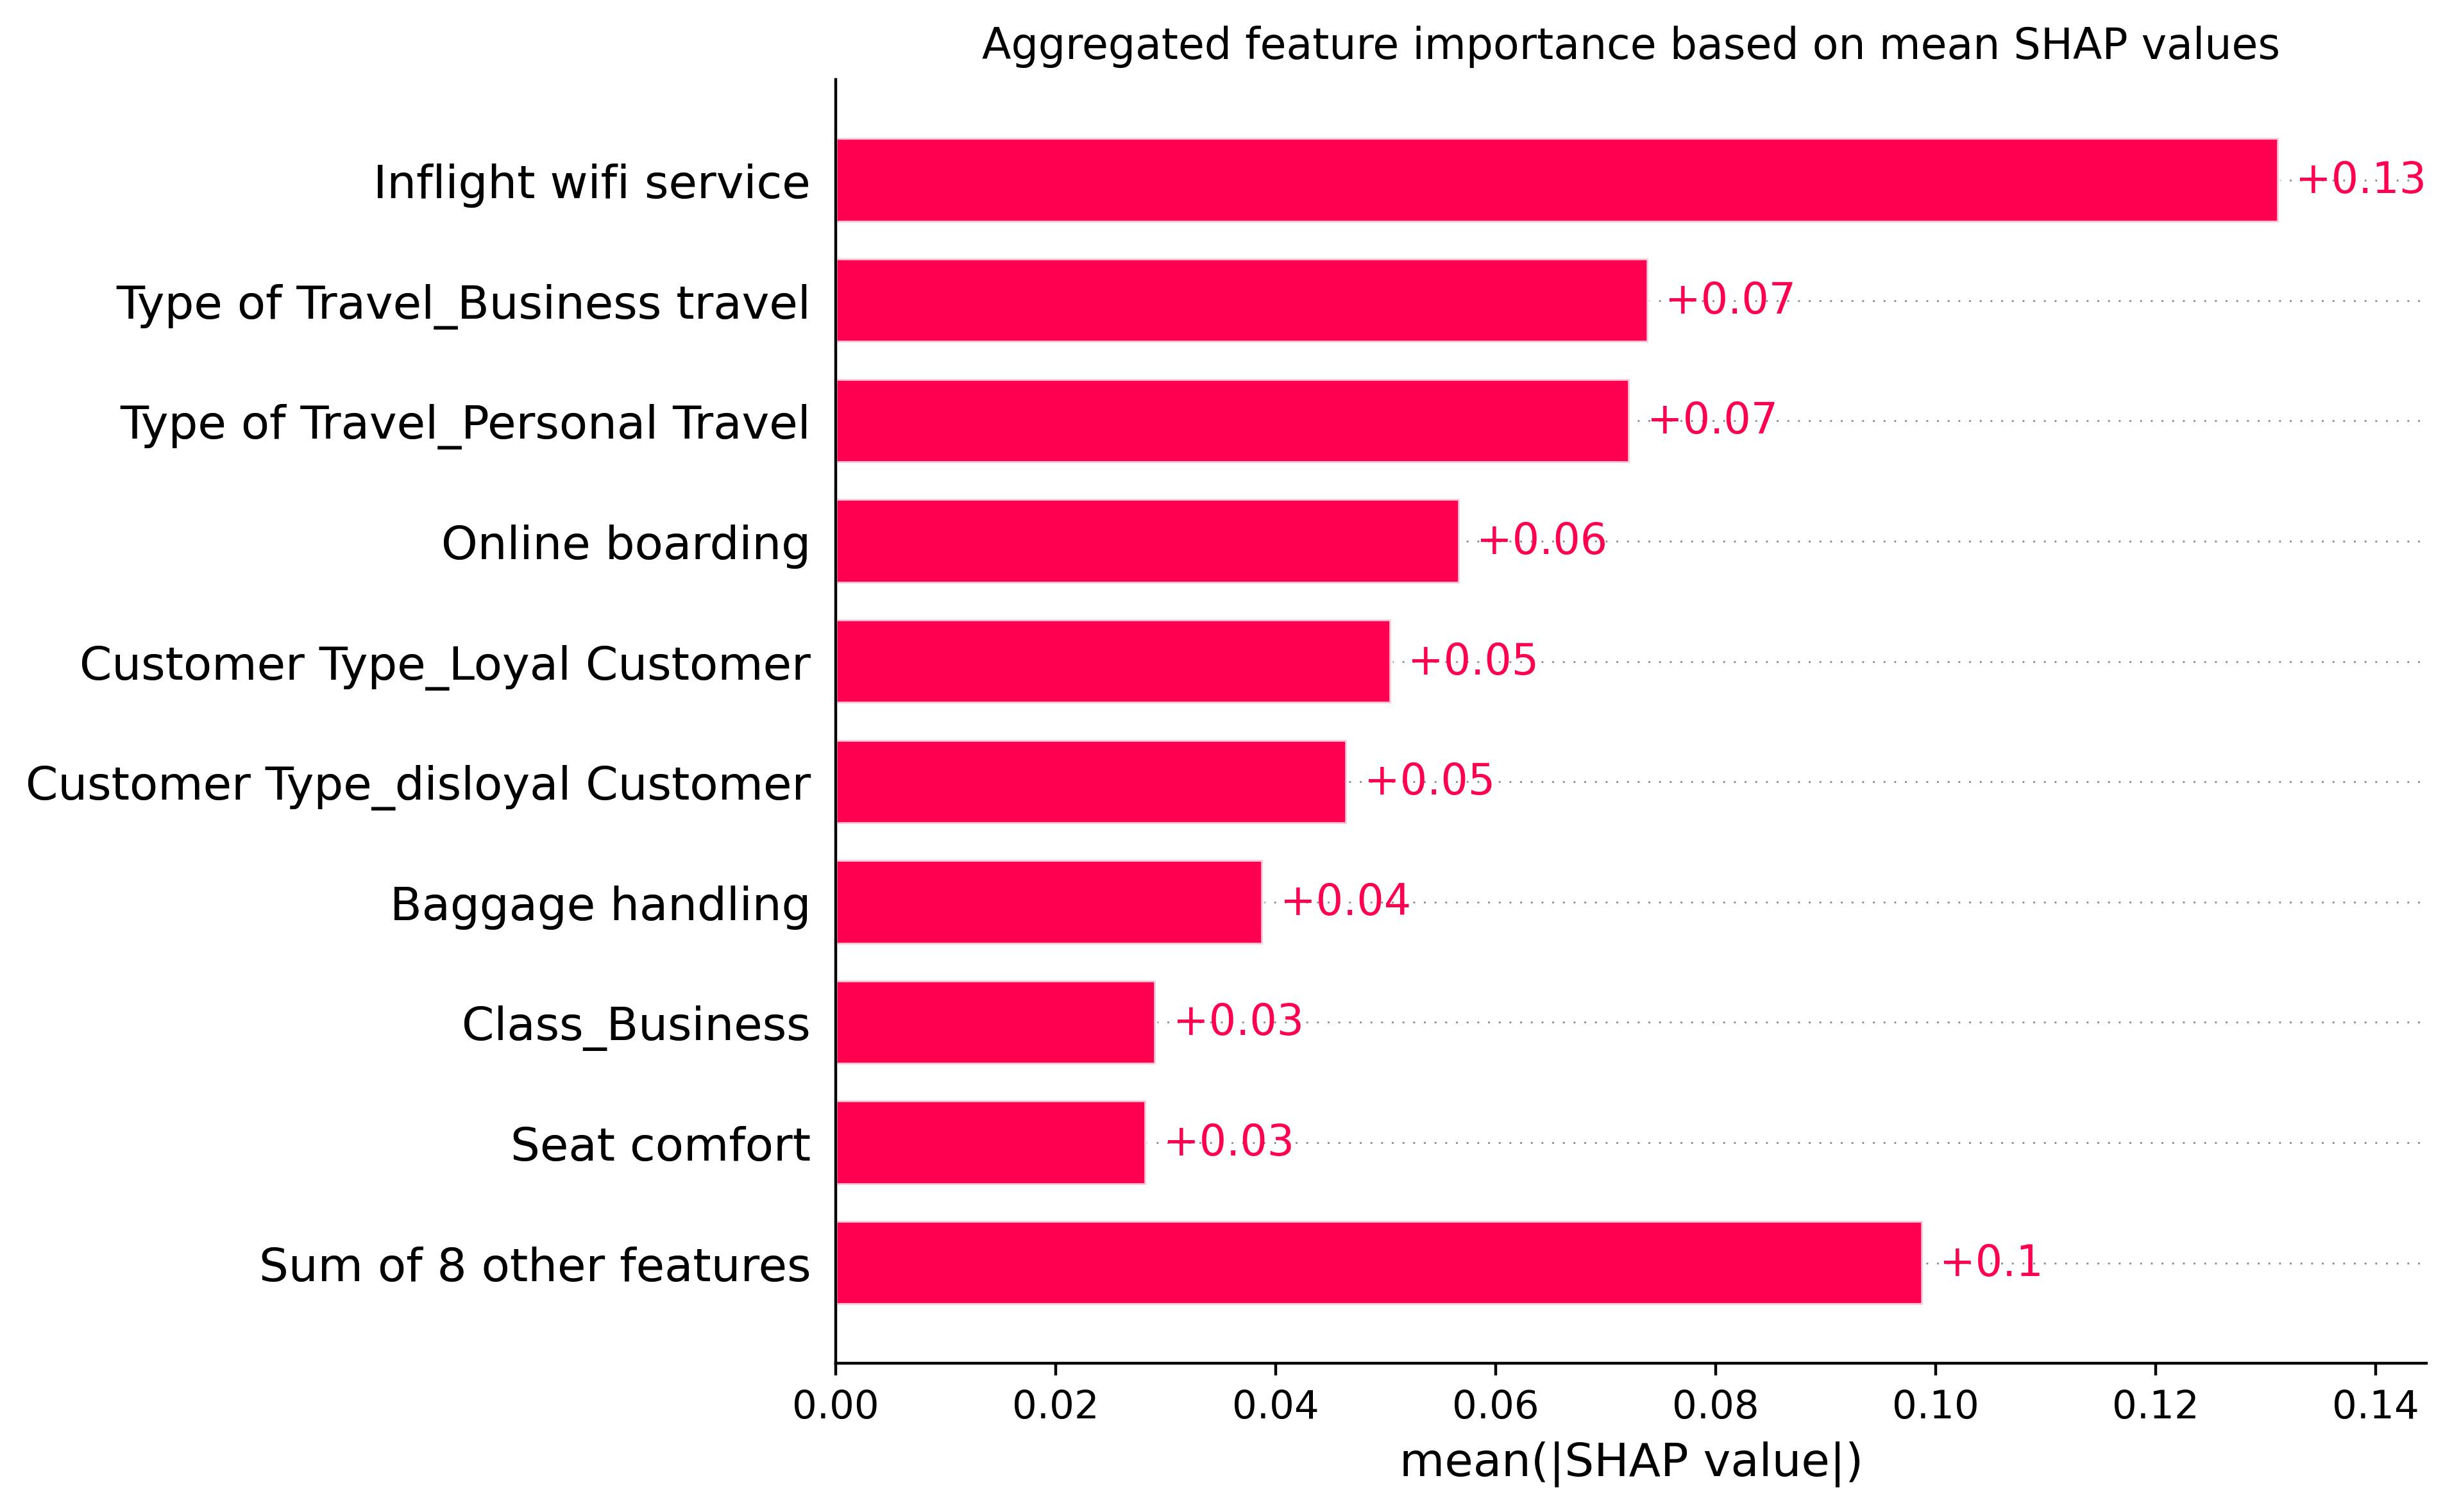 Aggregated feature importance based on mean SHAP values
Inflight wifi service +0.13
Type of Travel_Business travel +0.07
Type of Travel_Personal Travel +0.07
Online boarding +0.06
Customer Type_Loyal Customer +0.05
Customer Type_disloyal Customer +0.05
Baggage handling +0.04
Class_Business +0.03
Seat comfort +0.03
Sum of 8 other features +0.1
0.00 0.02 0.04 0.06 0.08 0.10 0.12 0.14
mean(|SHAP value|)